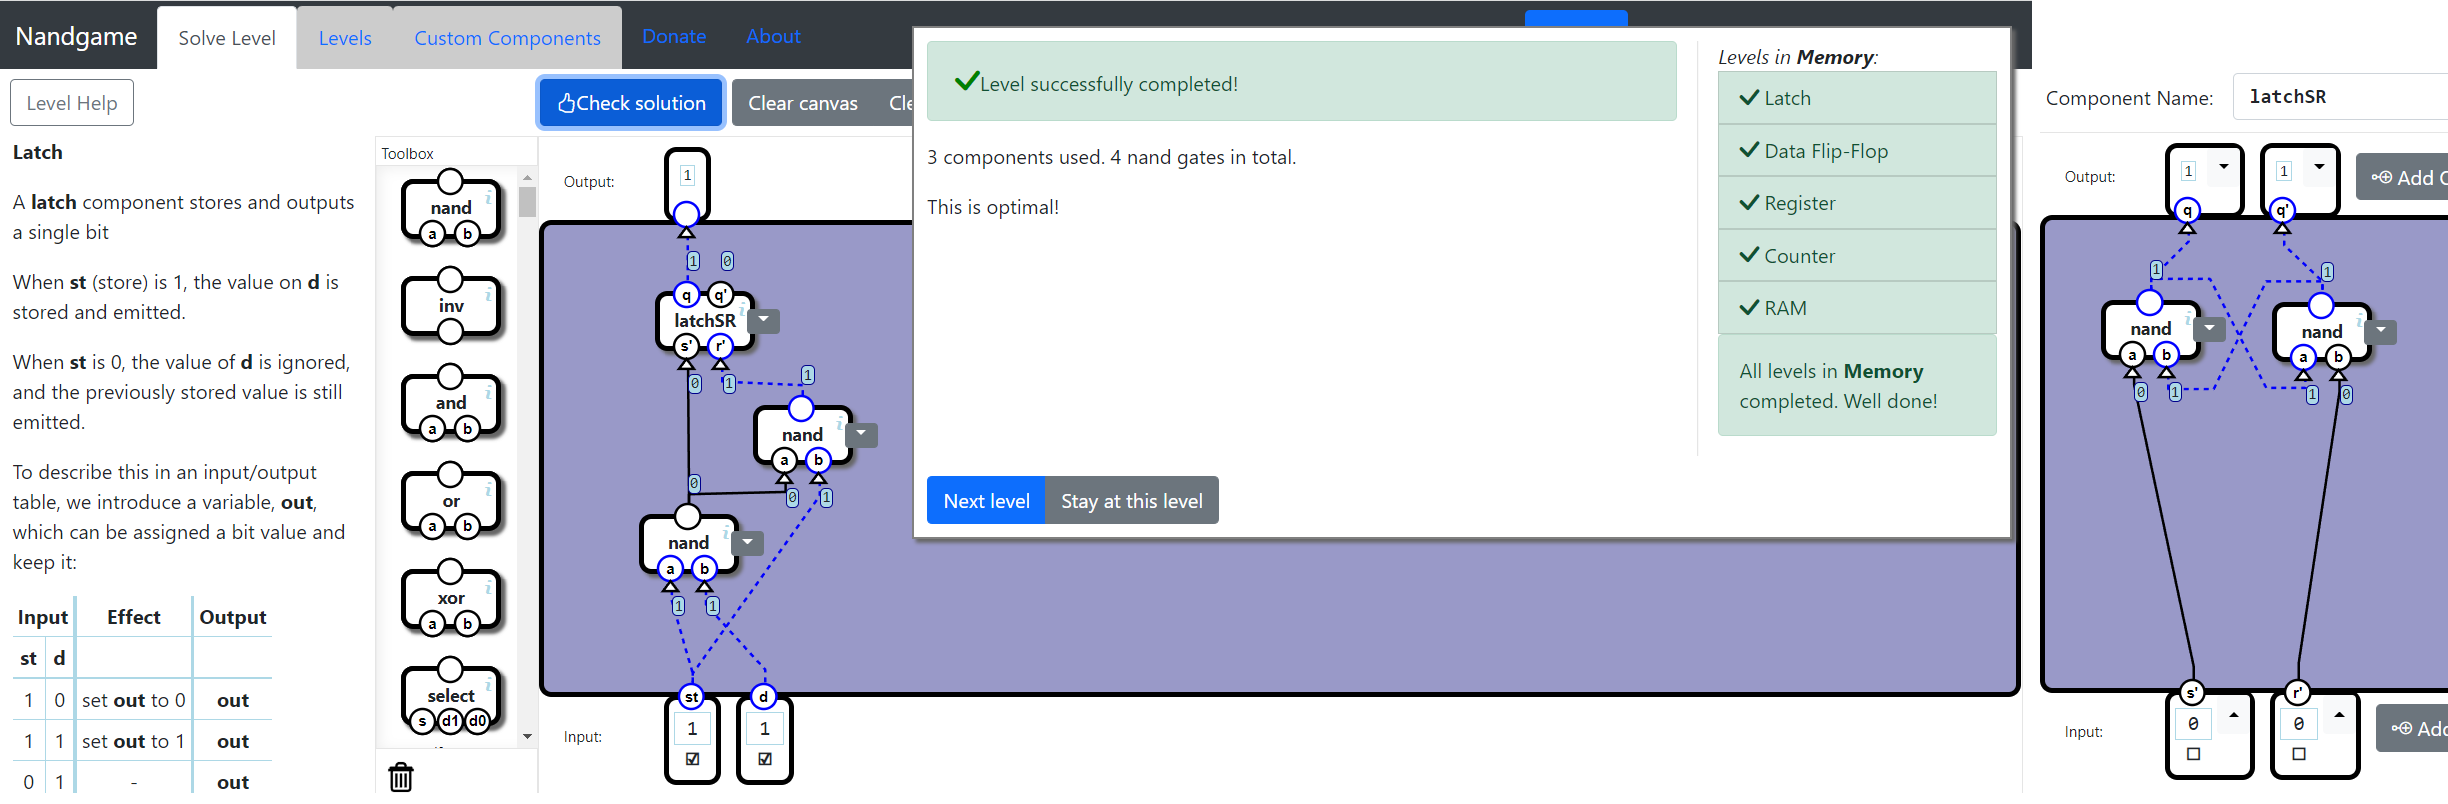 Nandgame
Solve Level
Levels
Custom Components
Donate
About
Level Help
Check solution
Clear canvas
Cle
Latch
A latch component stores and outputs
a single bit
When st (store) is 1, the value on d is
stored and emitted.
When st is 0, the value of d is ignored,
and the previously stored value is still
emitted.
To describe this in an input/output
table, we introduce a variable, out,
which can be assigned a bit value and
keep it:
Input Effect Output
st d
1 0 set out to 0 out
1 1 set out to 1 out
0 1 - out
Toolbox
nand i
a b
inv i
and i
a b
or i
a b
xor i
a b
select i
s d1 d0
Output:
1
1 0
q q'
latchSR i
s' r'
0 1 1
nand i
a b
0 0 1
nand i
a b
1 1
st d
Input:
1 1
Level successfully completed!
3 components used. 4 nand gates in total.
This is optimal!
Next level
Stay at this level
Levels in Memory:
Latch
Data Flip-Flop
Register
Counter
RAM
All levels in Memory
completed. Well done!
Component Name:
latchSR
Output:
1 1
Add C
q q'
1 1
nand i
a b
0 1
nand i
a b
1 0
s' r'
Input:
0 0
Add